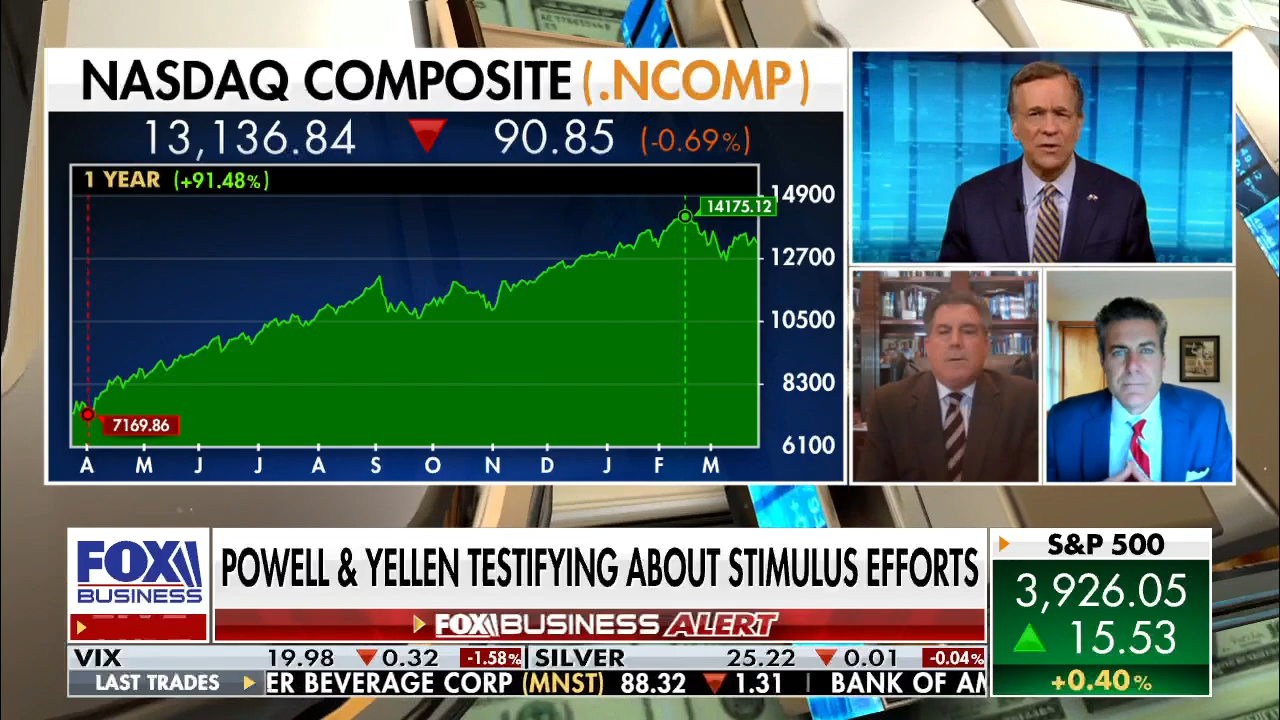 NASDAQ COMPOSITE (.NCOMP)
13,136.84 ▼ 90.85 (-0.69%)
1 YEAR (+91.48%)
14900
14175.12
12700
10500
8300
7169.86
6100
A M J J A S O N D J F M
FOX BUSINESS
POWELL & YELLEN TESTIFYING ABOUT STIMULUS EFFORTS
FOX BUSINESS ALERT
S&P 500
3,926.05
▲ 15.53
+0.40%
VIX 19.98 ▼ 0.32 -1.58% SILVER 25.22 ▼ 0.01 -0.04%
LAST TRADES ER BEVERAGE CORP (MNST) 88.32 ▼ 1.31 | BANK OF AM